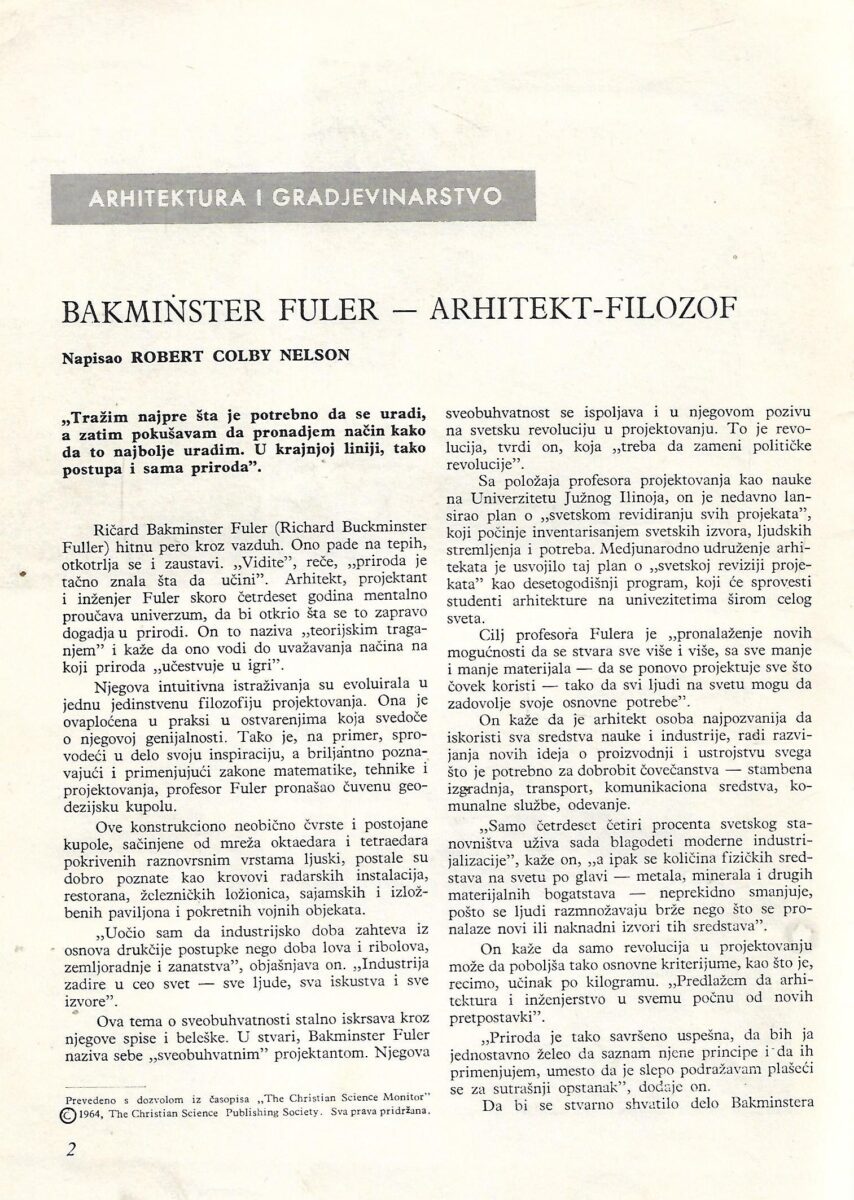 ARHITEKTURA I GRADJEVINARSTVO
BAKMINSTER FULER — ARHITEKT-FILOZOF
Napisao ROBERT COLBY NELSON
„Tražim najpre šta je potrebno da se uradi,
a zatim pokušavam da pronadjem način kako
da to najbolje uradim. U krajnjoj liniji, tako
postupa i sama priroda”.
Ričard Bakminster Fuler (Richard Buckminster
Fuller) hitnu pero kroz vazduh. Ono pade na tepih,
otkotrlja se i zaustavi. „Vidite”, reče, „priroda je
tačno znala šta da učini”. Arhitekt, projektant
i inženjer Fuler skoro četrdeset godina mentalno
proučava univerzum, da bi otkrio šta se to zapravo
dogadja u prirodi. On to naziva „teorijskim traga-
njem” i kaže da ono vodi do uvažavanja načina na
koji priroda „učestvuje u igri”.
Njegova intuitivna istraživanja su evoluirala u
jednu jedinstvenu filozofiju projektovanja. Ona je
ovaploćena u praksi u ostvarenjima koja svedoče
o njegovoj genijalnosti. Tako je, na primer, spro-
vodeći u delo svoju inspiraciju, a briljantno pozna-
vajući i primenjujući zakone matematike, tehnike i
projektovanja, profesor Fuler pronašao čuvenu geo-
dezijsku kupolu.
Ove konstrukciono neobično čvrste i postojane
kupole, sačinjene od mreža oktaedara i tetraedara
pokrivenih raznovrsnim vrstama ljuski, postale su
dobro poznate kao krovovi radarskih instalacija,
restorana, železničkih ložionica, sajamskih i izlož-
benih paviljona i pokretnih vojnih objekata.
„Uočio sam da industrijsko doba zahteva iz
osnova drukčije postupke nego doba lova i ribolova,
zemljoradnje i zanatstva”, objašnjava on. „Industrija
zadire u ceo svet — sve ljude, sva iskustva i sve
izvore”.
Ova tema o sveobuhvatnosti stalno iskrsava kroz
njegove spise i beleške. U stvari, Bakminster Fuler
naziva sebe „sveobuhvatnim” projektantom. Njegova
Prevedeno s dozvolom iz časopisa „The Christian Science Monitor”
© 1964, The Christian Science Publishing Society. Sva prava pridržana.
2
sveobuhvatnost se ispoljava i u njegovom pozivu
na svetsku revoluciju u projektovanju. To je revo-
lucija, tvrdi on, koja „treba da zameni političke
revolucije”.
Sa položaja profesora projektovanja kao nauke
na Univerzitetu Južnog Ilinoja, on je nedavno lan-
sirao plan o „svetskom revidiranju svih projekata”,
koji počinje inventarisanjem svetskih izvora, ljudskih
stremljenja i potreba. Medjunarodno udruženje arhi-
tekata je usvojilo taj plan o „svetskoj reviziji proje-
kata” kao desetogodišnji program, koji će sprovesti
studenti arhitekture na univezitetima širom celog
sveta.
Cilj profesora Fulera je „pronalaženje novih
mogućnosti da se stvara sve više i više, sa sve manje
i manje materijala — da se ponovo projektuje sve što
čovek koristi — tako da svi ljudi na svetu mogu da
zadovolje svoje osnovne potrebe”.
On kaže da je arhitekt osoba najpozvanija da
iskoristi sva sredstva nauke i industrije, radi razvi-
janja novih ideja o proizvodnji i ustrojstvu svega
što je potrebno za dobrobit čovečanstva — stambena
izgradnja, transport, komunikaciona sredstva, ko-
munalne službe, odevanje.
„Samo četrdeset četiri procenta svetskog sta-
novništva uživa sada blagodeti moderne industri-
jalizacije”, kaže on, „a ipak se količina fizičkih sred-
stava na svetu po glavi — metala, minerala i drugih
materijalnih bogatstava — neprekidno smanjuje,
pošto se ljudi razmnožavaju brže nego što se pro-
nalaze novi ili naknadni izvori tih sredstava”.
On kaže da samo revolucija u projektovanju
može da poboljša tako osnovne kriterijume, kao što je,
recimo, učinak po kilogramu. „Predlažem da arhi-
tektura i inženjerstvo u svemu počnu od novih
pretpostavki”.
„Priroda je tako savršeno uspešna, da bih ja
jednostavno želeo da saznam njene principe i da ih
primenjujem, umesto da je slepo podražavam plašeći
se za sutrašnji opstanak”, dodaje on.
Da bi se stvarno shvatilo delo Bakminstera